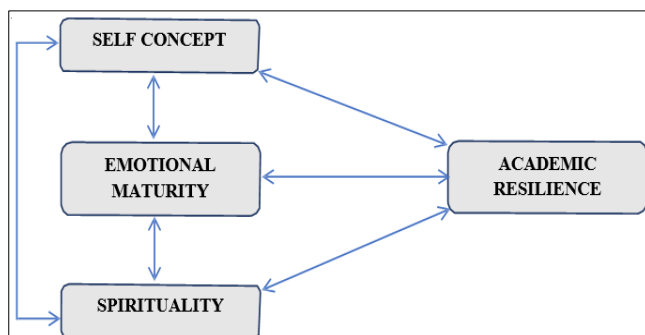 SELF CONCEPT
EMOTIONAL
MATURITY
ACADEMIC
RESILIENCE
SPIRITUALITY